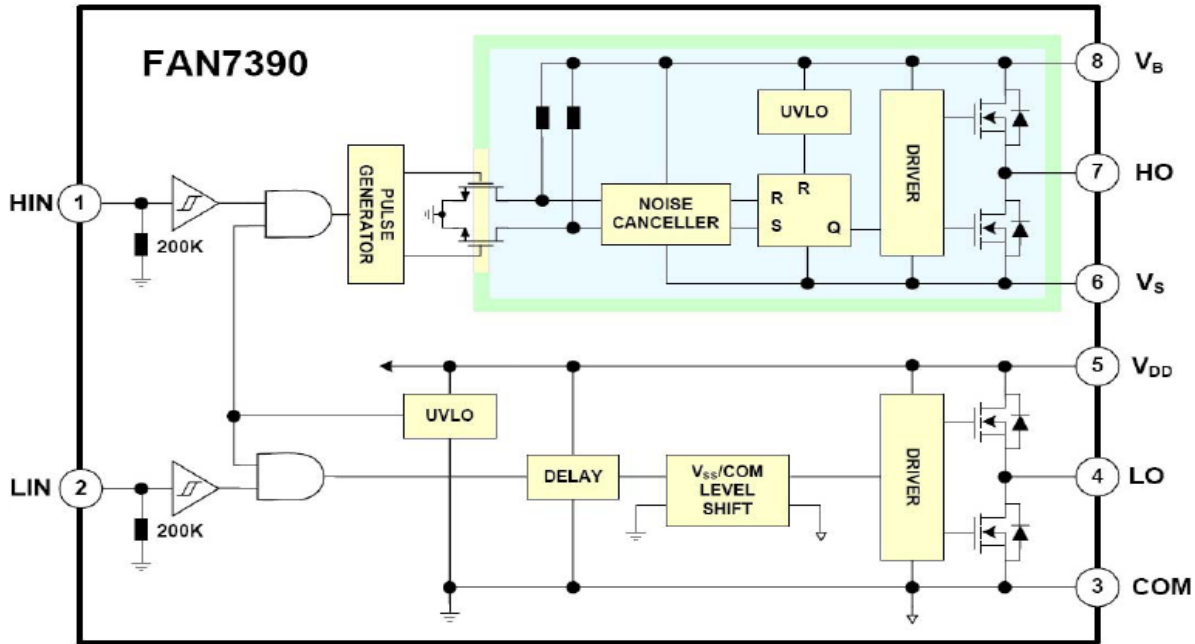 FAN7390
8 V_B
UVLO
DRIVER
PULSE GENERATOR
7 HO
HIN 1
R
NOISE
CANCELLER
R
S
Q
200K
6 V_S
5 V_DD
UVLO
DRIVER
LIN 2
DELAY
V_SS/COM
LEVEL
SHIFT
4 LO
200K
3 COM